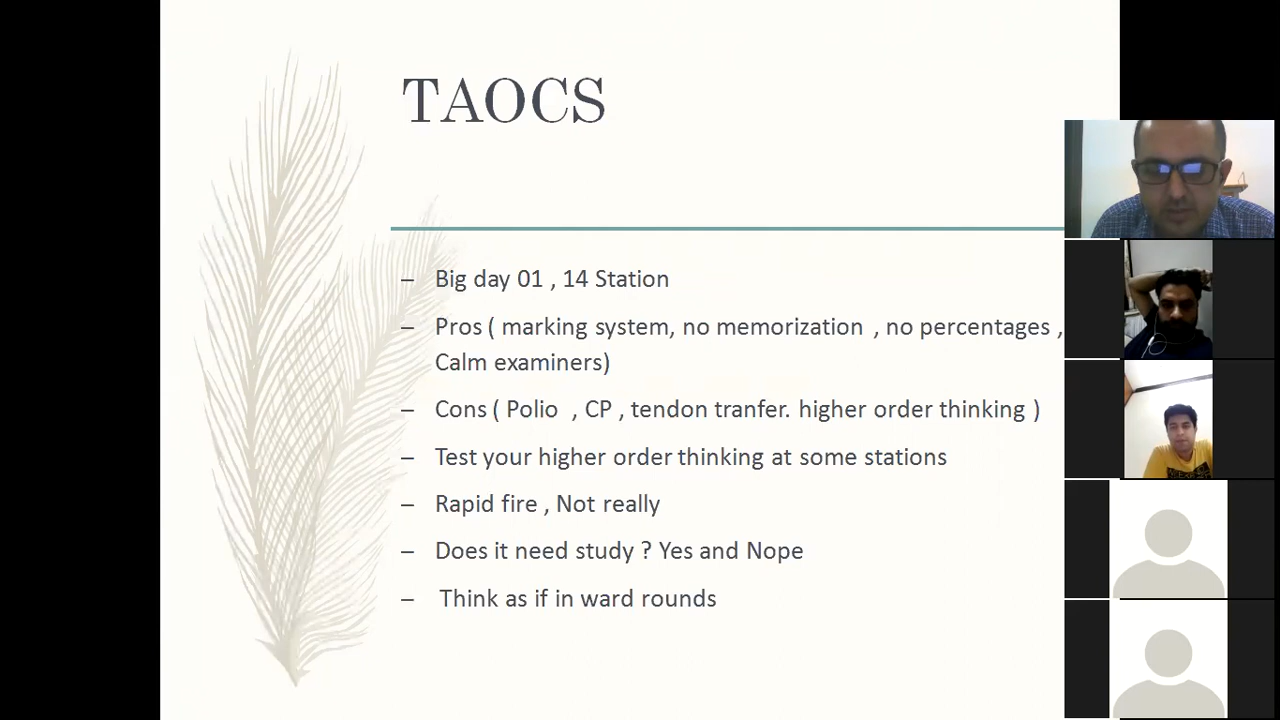 TAOCS
– Big day 01 , 14 Station
– Pros ( marking system, no memorization , no percentages ,
Calm examiners)
– Cons ( Polio , CP , tendon tranfer. higher order thinking )
– Test your higher order thinking at some stations
– Rapid fire , Not really
– Does it need study ? Yes and Nope
– Think as if in ward rounds